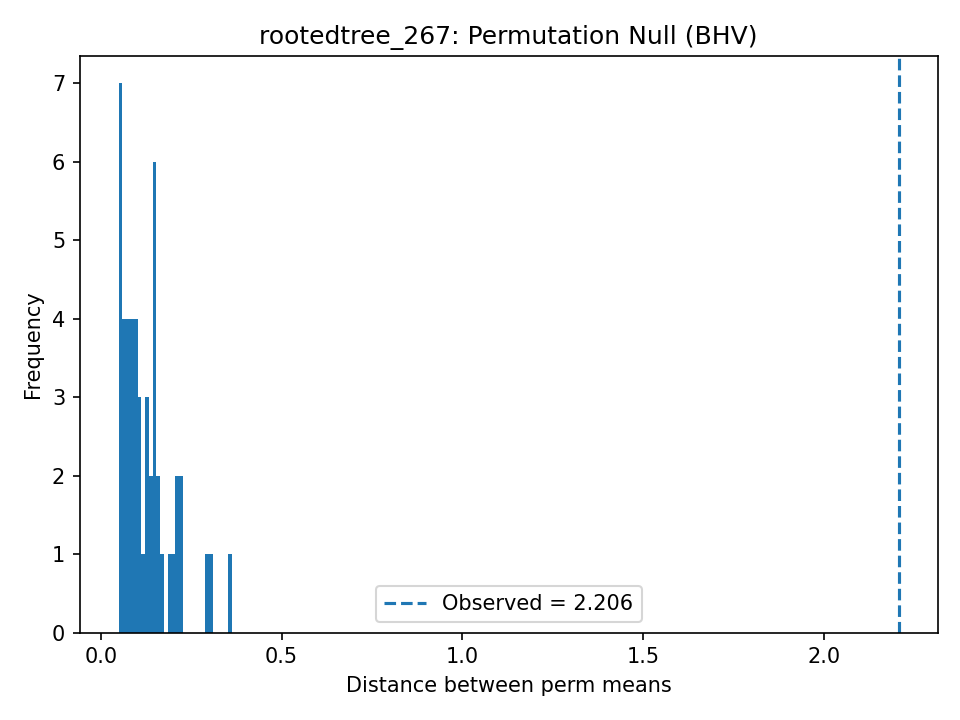 rootedtree_267: Permutation Null (BHV)
Frequency
7
6
5
4
3
2
1
0
Observed = 2.206
0.0 0.5 1.0 1.5 2.0
Distance between perm means